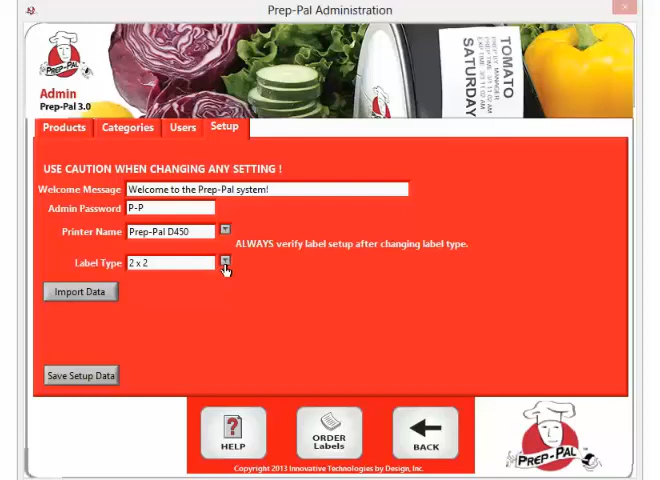 Prep-Pal Administration
PREP-PAL
Admin
Prep-Pal 3.0
TOMATO
PREP BY: MANAGER
SATURDAY
Products
Categories
Users
Setup
USE CAUTION WHEN CHANGING ANY SETTING !
Welcome Message
Welcome to the Prep-Pal system!
Admin Password
P-P
Printer Name
Prep-Pal D450
ALWAYS verify label setup after changing label type.
Label Type
2 x 2
Import Data
Save Setup Data
HELP
ORDER
Labels
BACK
Copyright 2013 Innovative Technologies by Design, Inc.
PREP-PAL